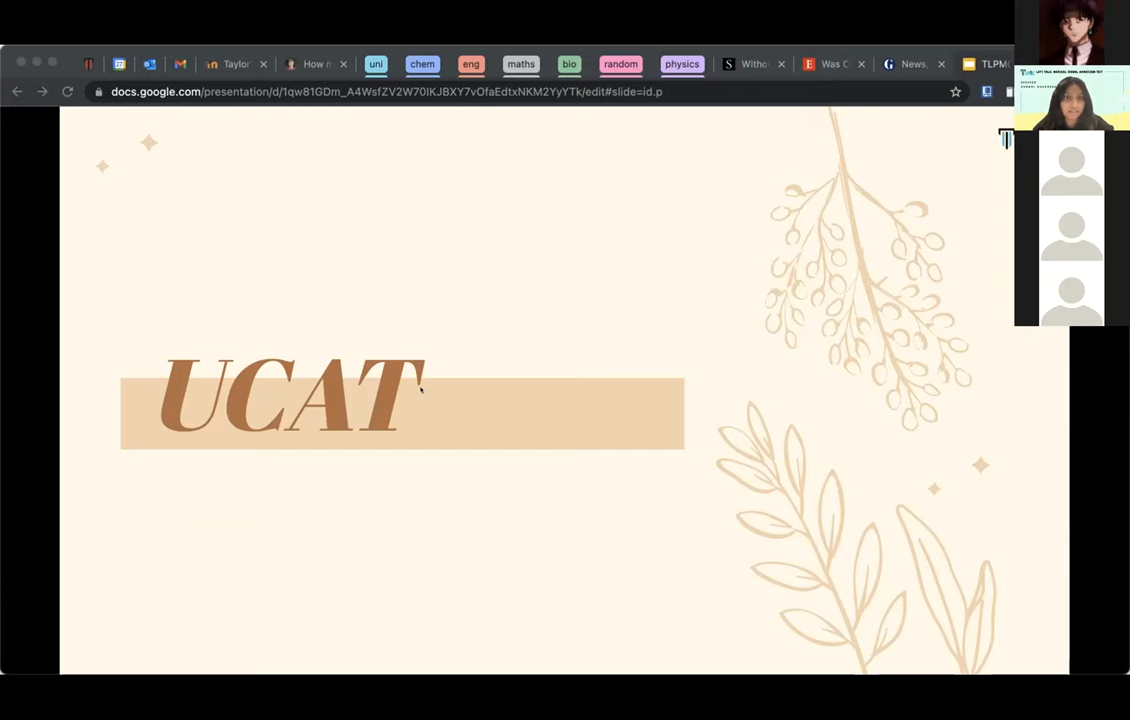 Taylor
How m
uni
chem
eng
maths
bio
random
physics
Witho
Was C
News,
TLPM
docs.google.com/presentation/d/1qw81GDm_A4WsfZV2W70IKJBXY7vOfaEdtxNKM2YyYTk/edit#slide=id.p
UCAT